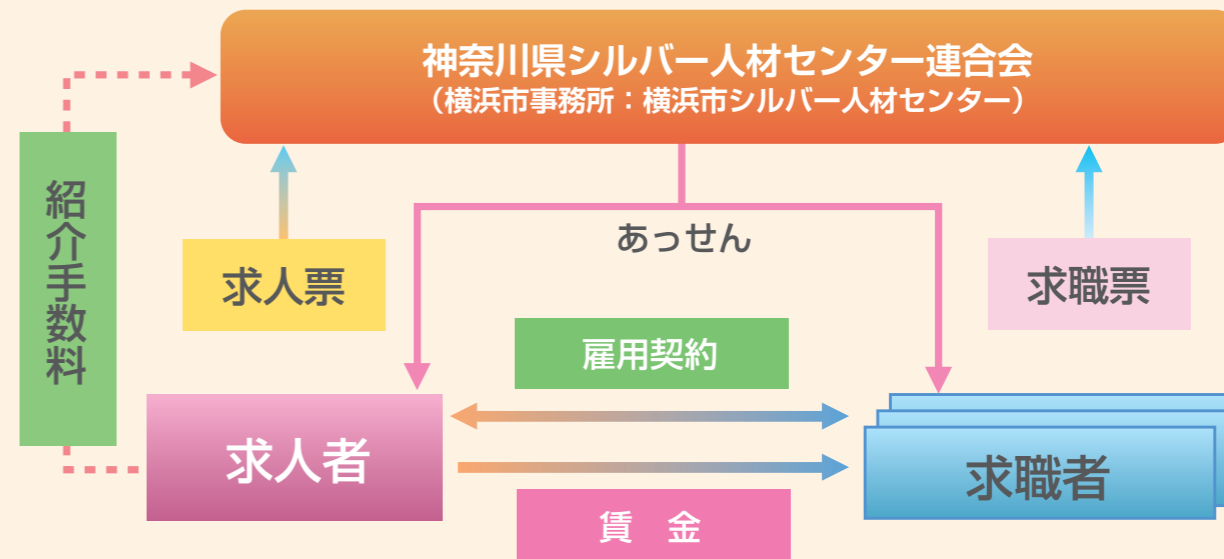 神奈川県シルバー人材センター連合会
(横浜市事務所：横浜市シルバー人材センター)
紹介手数料
求人票
あっせん
求職票
雇用契約
求人者
求職者
賃　金